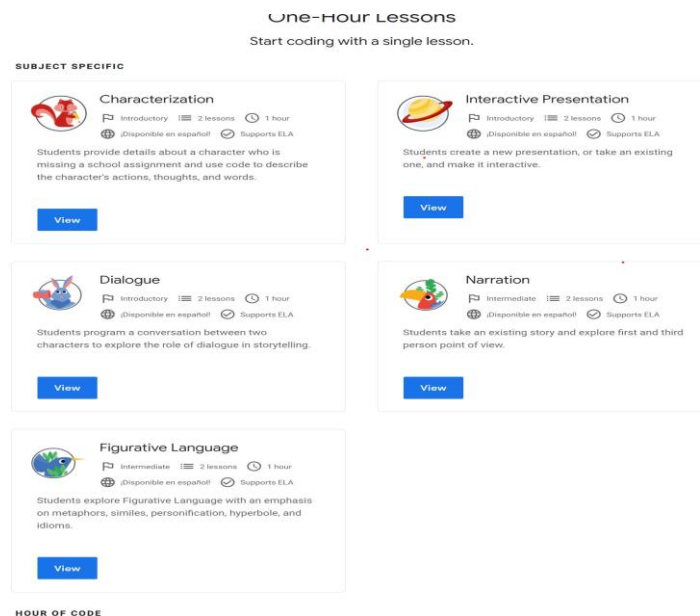 One-Hour Lessons
Start coding with a single lesson.
SUBJECT SPECIFIC
Characterization
Introductory 2 lessons 1 hour
¡Disponible en español! Supports ELA
Students provide details about a character who is
missing a school assignment and use code to describe
the character's actions, thoughts, and words.
View
Interactive Presentation
Introductory 2 lessons 1 hour
¡Disponible en español! Supports ELA
Students create a new presentation, or take an existing
one, and make it interactive.
View
Dialogue
Introductory 2 lessons 1 hour
¡Disponible en español! Supports ELA
Students program a conversation between two
characters to explore the role of dialogue in storytelling.
View
Narration
Intermediate 2 lessons 1 hour
¡Disponible en español! Supports ELA
Students take an existing story and explore first and third
person point of view.
View
Figurative Language
Intermediate 2 lessons 1 hour
¡Disponible en español! Supports ELA
Students explore Figurative Language with an emphasis
on metaphors, similes, personification, hyperbole, and
idioms.
View
HOUR OF CODE